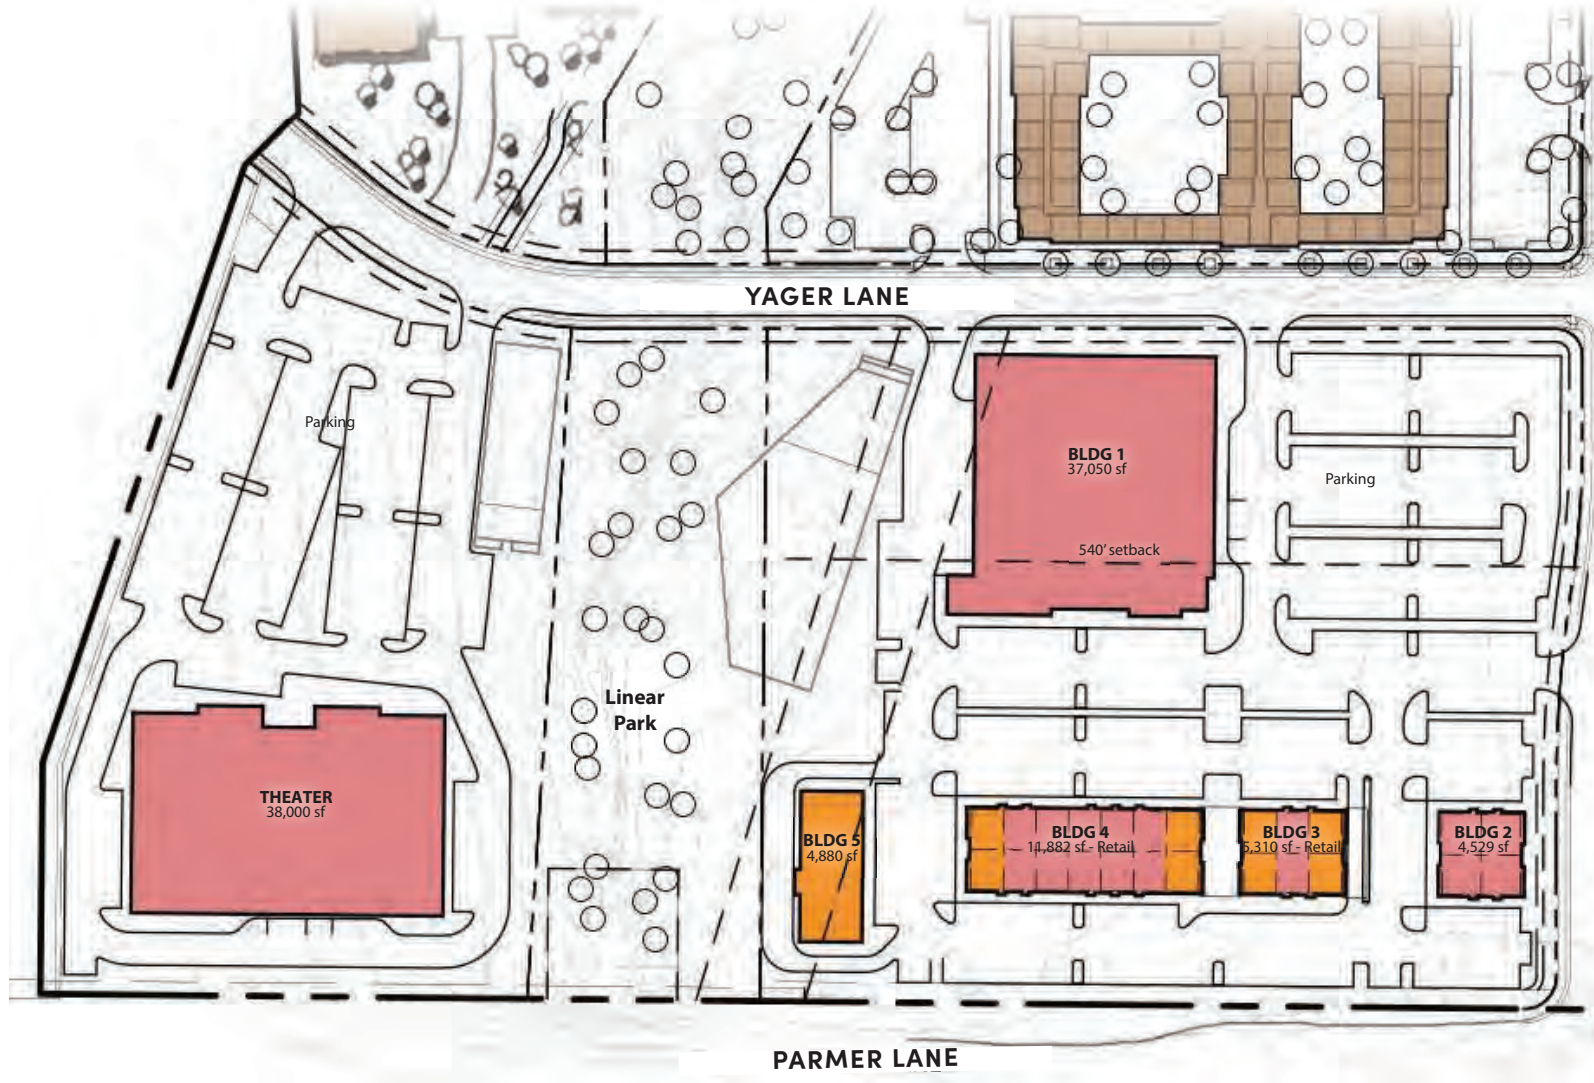 YAGER LANE
Parking
BLDG 1
37,050 sf
Parking
540' setback
Linear
Park
THEATER
38,000 sf
BLDG 5
4,880 sf
BLDG 4
11,882 sf - Retail
BLDG 3
5,310 sf - Retail
BLDG 2
4,529 sf
PARMER LANE